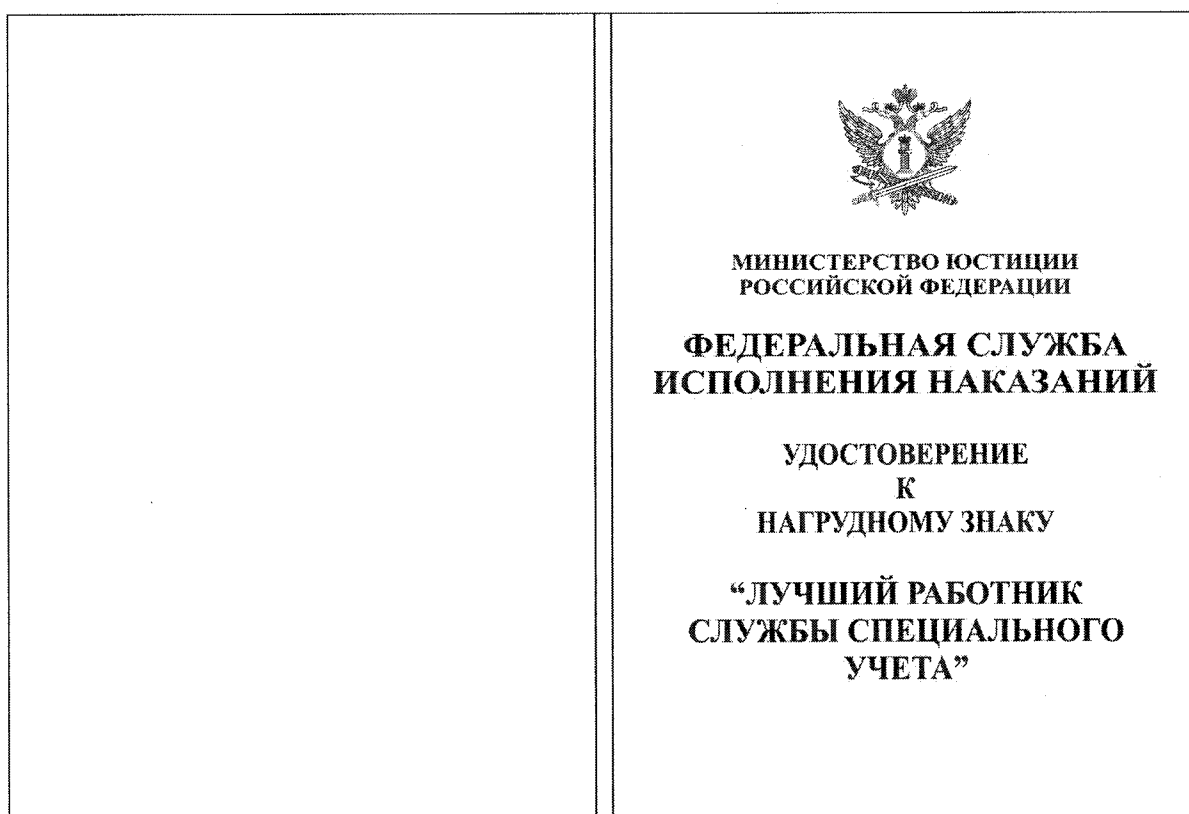 МИНИСТЕРСТВО ЮСТИЦИИ
РОССИЙСКОЙ ФЕДЕРАЦИИ
ФЕДЕРАЛЬНАЯ СЛУЖБА
ИСПОЛНЕНИЯ НАКАЗАНИЙ
УДОСТОВЕРЕНИЕ
К
НАГРУДНОМУ ЗНАКУ
“ЛУЧШИЙ РАБОТНИК
СЛУЖБЫ СПЕЦИАЛЬНОГО
УЧЕТА”